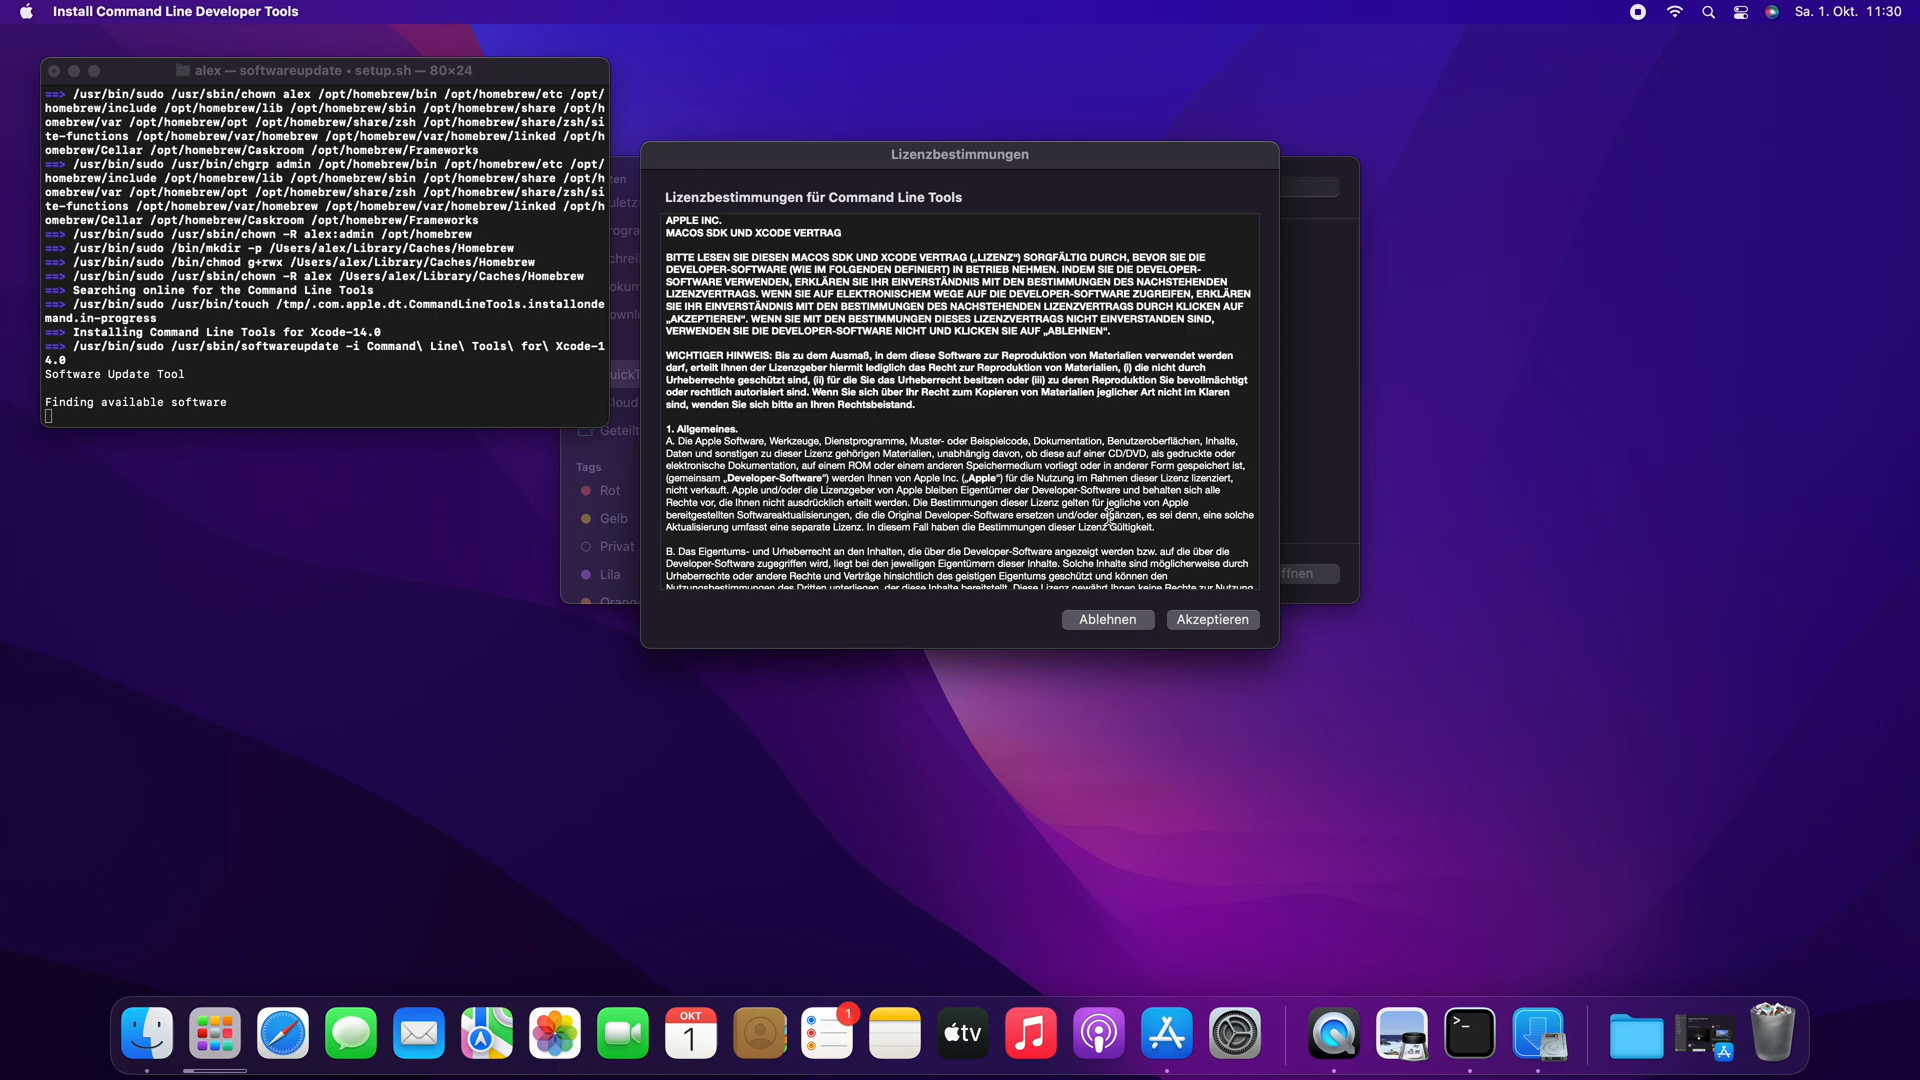 Install Command Line Developer Tools
Sa. 1. Okt. 11:30
alex — softwareupdate ◂ setup.sh — 80×24
==> /usr/bin/sudo /usr/sbin/chown alex /opt/homebrew/bin /opt/homebrew/etc /opt/
homebrew/include /opt/homebrew/lib /opt/homebrew/sbin /opt/homebrew/share /opt/h
omebrew/var /opt/homebrew/opt /opt/homebrew/share/zsh /opt/homebrew/share/zsh/si
te-functions /opt/homebrew/var/homebrew /opt/homebrew/var/homebrew/linked /opt/h
omebrew/Cellar /opt/homebrew/Caskroom /opt/homebrew/Frameworks
==> /usr/bin/sudo /usr/bin/chgrp admin /opt/homebrew/bin /opt/homebrew/etc /opt/
homebrew/include /opt/homebrew/lib /opt/homebrew/sbin /opt/homebrew/share /opt/h
omebrew/var /opt/homebrew/opt /opt/homebrew/share/zsh /opt/homebrew/share/zsh/si
te-functions /opt/homebrew/var/homebrew /opt/homebrew/var/homebrew/linked /opt/h
omebrew/Cellar /opt/homebrew/Caskroom /opt/homebrew/Frameworks
==> /usr/bin/sudo /usr/sbin/chown -R alex:admin /opt/homebrew
==> /usr/bin/sudo /bin/mkdir -p /Users/alex/Library/Caches/Homebrew
==> /usr/bin/sudo /bin/chmod g+rwx /Users/alex/Library/Caches/Homebrew
==> /usr/bin/sudo /usr/sbin/chown -R alex /Users/alex/Library/Caches/Homebrew
==> Searching online for the Command Line Tools
==> /usr/bin/sudo /usr/bin/touch /tmp/.com.apple.dt.CommandLineTools.installonde
mand.in-progress
==> Installing Command Line Tools for Xcode-14.0
==> /usr/bin/sudo /usr/sbin/softwareupdate -i Command\ Line\ Tools\ for\ Xcode-1
4.0
Software Update Tool
Finding available software
Geteilt
Tags
Rot
Gelb
Privat
Lila
Lizenzbestimmungen
Lizenzbestimmungen für Command Line Tools
APPLE INC.
MACOS SDK UND XCODE VERTRAG
BITTE LESEN SIE DIESEN MACOS SDK UND XCODE VERTRAG („LIZENZ“) SORGFÄLTIG DURCH, BEVOR SIE DIE
DEVELOPER-SOFTWARE (WIE IM FOLGENDEN DEFINIERT) IN BETRIEB NEHMEN. INDEM SIE DIE DEVELOPER-
SOFTWARE VERWENDEN, ERKLÄREN SIE IHR EINVERSTÄNDNIS MIT DEN BESTIMMUNGEN DES NACHSTEHENDEN
LIZENZVERTRAGS. WENN SIE AUF ELEKTRONISCHEM WEGE AUF DIE DEVELOPER-SOFTWARE ZUGREIFEN, ERKLÄREN
SIE IHR EINVERSTÄNDNIS MIT DEN BESTIMMUNGEN DES NACHSTEHENDEN LIZENZVERTRAGS DURCH KLICKEN AUF
„AKZEPTIEREN“. WENN SIE MIT DEN BESTIMMUNGEN DIESES LIZENZVERTRAGS NICHT EINVERSTANDEN SIND,
VERWENDEN SIE DIE DEVELOPER-SOFTWARE NICHT UND KLICKEN SIE AUF „ABLEHNEN“.
WICHTIGER HINWEIS: Bis zu dem Ausmaß, in dem diese Software zur Reproduktion von Materialien verwendet werden
darf, erteilt Ihnen der Lizenzgeber hiermit lediglich das Recht zur Reproduktion von Materialien, (i) die nicht durch
Urheberrechte geschützt sind, (ii) für die Sie das Urheberrecht besitzen oder (iii) zu deren Reproduktion Sie bevollmächtigt
oder rechtlich autorisiert sind. Wenn Sie sich über Ihr Recht zum Kopieren von Materialien jeglicher Art nicht im Klaren
sind, wenden Sie sich bitte an Ihren Rechtsbeistand.
1. Allgemeines.
A. Die Apple Software, Werkzeuge, Dienstprogramme, Muster- oder Beispielcode, Dokumentation, Benutzeroberflächen, Inhalte,
Daten und sonstigen zu dieser Lizenz gehörigen Materialien, unabhängig davon, ob diese auf einer CD/DVD, als gedruckte oder
elektronische Dokumentation, auf einem ROM oder einem anderen Speichermedium vorliegt oder in anderer Form gespeichert ist,
(gemeinsam „Developer-Software“) werden Ihnen von Apple Inc. („Apple“) für die Nutzung im Rahmen dieser Lizenz lizenziert,
nicht verkauft. Apple und/oder die Lizenzgeber von Apple bleiben Eigentümer der Developer-Software und behalten sich alle
Rechte vor, die Ihnen nicht ausdrücklich erteilt werden. Die Bestimmungen dieser Lizenz gelten für jegliche von Apple
bereitgestellten Softwareaktualisierungen, die die Original Developer-Software ersetzen und/oder ergänzen, es sei denn, eine solche
Aktualisierung umfasst eine separate Lizenz. In diesem Fall haben die Bestimmungen dieser Lizenz Gültigkeit.
B. Das Eigentums- und Urheberrecht an den Inhalten, die über die Developer-Software angezeigt werden bzw. auf die über die
Developer-Software zugegriffen wird, liegt bei den jeweiligen Eigentümern dieser Inhalte. Solche Inhalte sind möglicherweise durch
Urheberrechte oder andere Rechte und Verträge hinsichtlich des geistigen Eigentums geschützt und können den
Nutzungsbestimmungen des Dritten unterliegen, der diese Inhalte bereitstellt. Diese Lizenz gewährt Ihnen keine Rechte zur Nutzung
Ablehnen
Akzeptieren
OKT
1
1
tv
>_